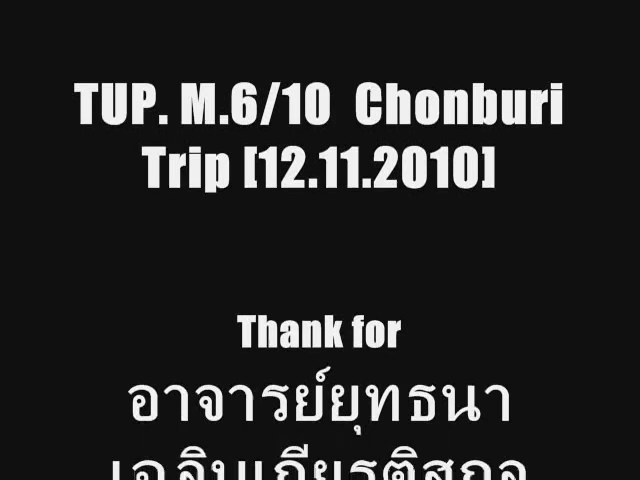 TUP. M.6/10 Chonburi
Trip [12.11.2010]
Thank for
อาจารย์ยุทธนา